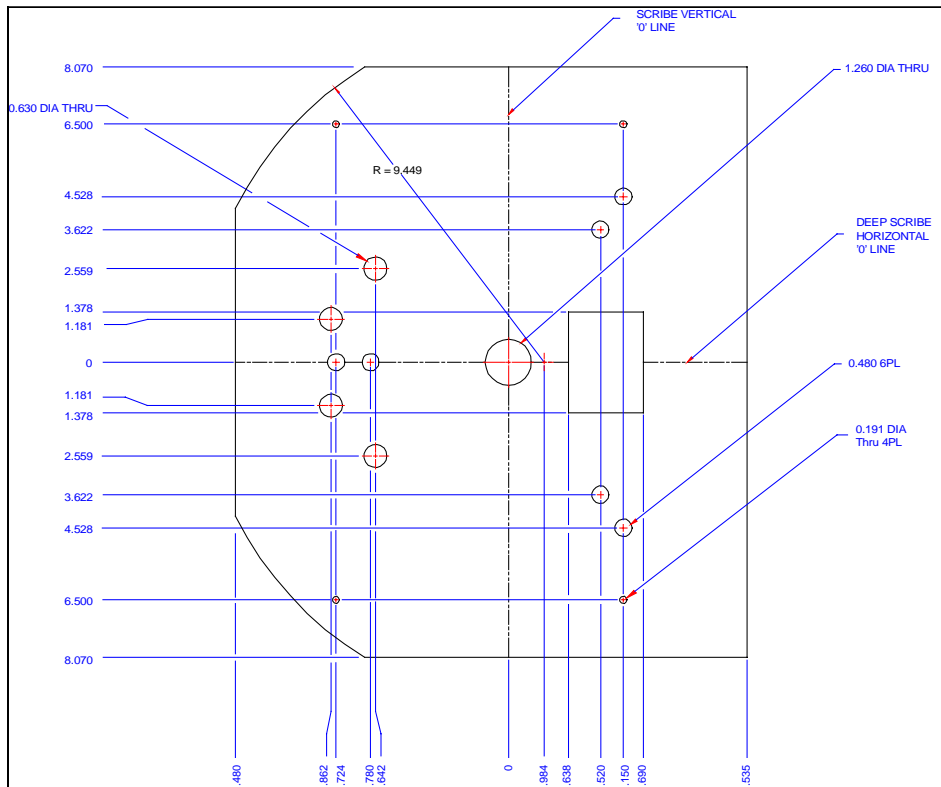 SCRIBE VERTICAL
'0' LINE
8.070
1.260 DIA THRU
0.630 DIA THRU
6.500
R = 9.449
4.528
DEEP SCRIBE
HORIZONTAL
'0' LINE
3.622
2.559
1.378
1.181
0
0.480 6PL
1.181
1.378
0.191 DIA
Thru 4PL
2.559
3.622
4.528
6.500
8.070
.480
.862
.724
.780
.642
0
.984
.638
.520
.150
.690
.535